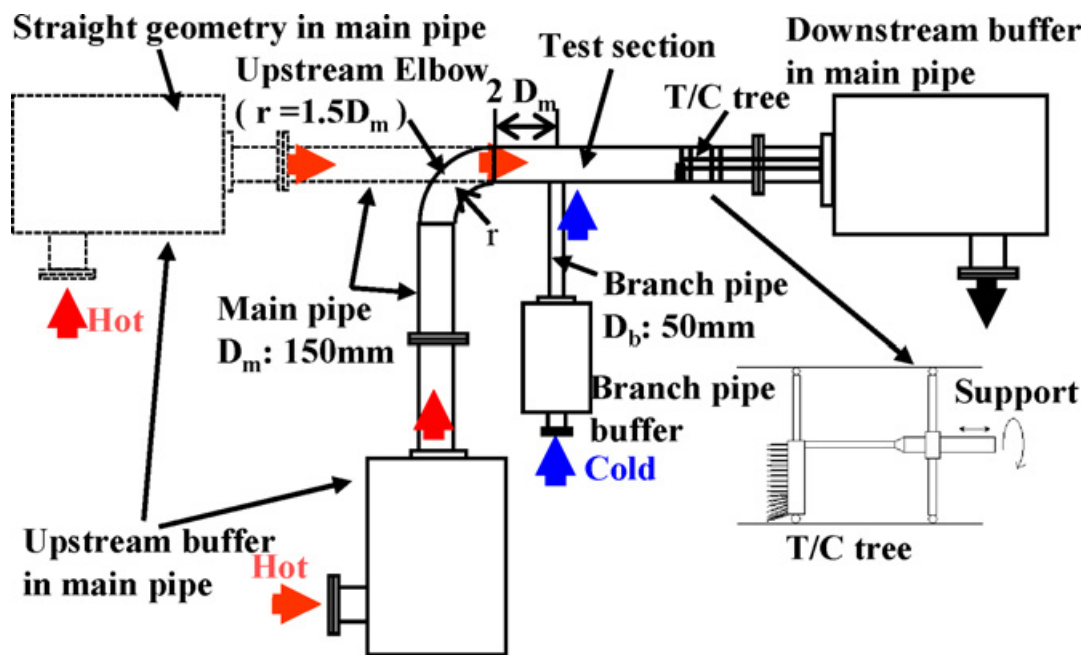 Straight geometry in main pipe
Upstream Elbow
( r =1.5Dm )
2 Dm
Test section
T/C tree
Downstream buffer
in main pipe
r
Hot
Main pipe
Dm: 150mm
Branch pipe
Db: 50mm
Branch pipe
buffer
Cold
Support
T/C tree
Upstream buffer
in main pipe
Hot